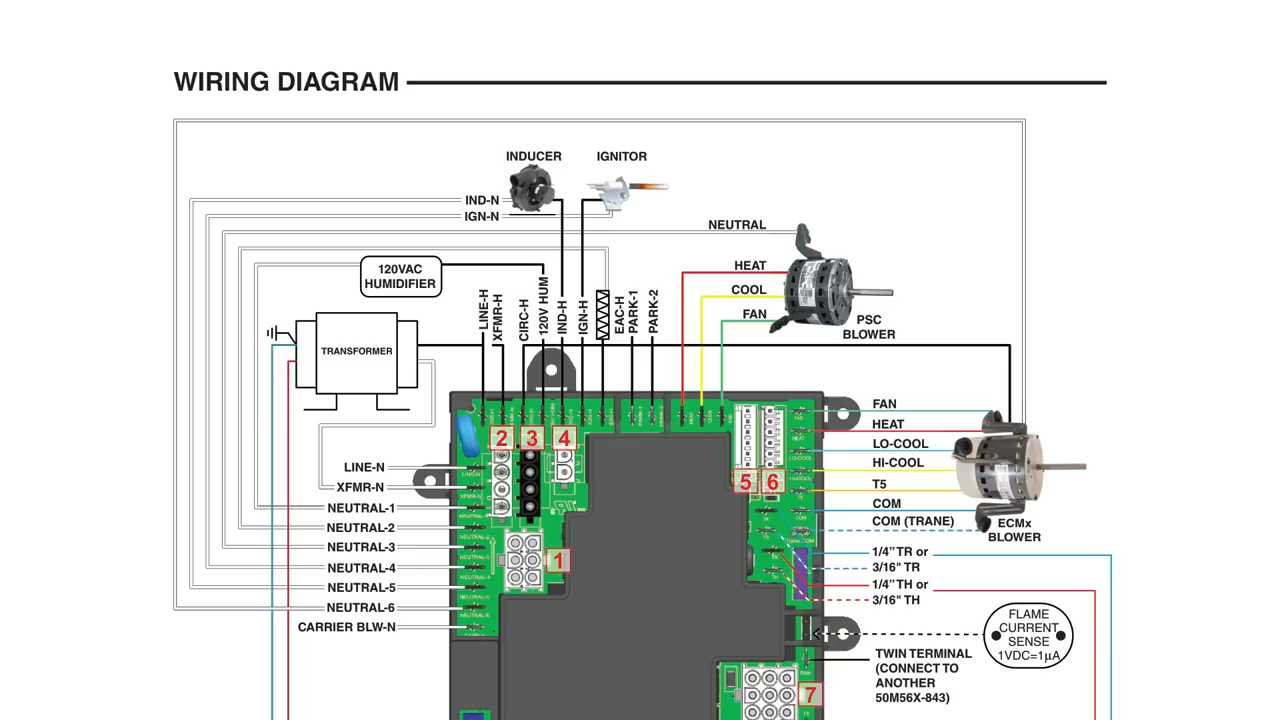 WIRING DIAGRAM
INDUCER
IGNITOR
IND-N
IGN-N
NEUTRAL
120VAC
HUMIDIFIER
HEAT
COOL
FAN
PSC
BLOWER
LINE-H
XFMR-H
CIRC-H
120V HUM
IND-H
IGN-H
EAC-H
PARK-1
PARK-2
TRANSFORMER
FAN
HEAT
LO-COOL
HI-COOL
T5
COM
COM (TRANE)
ECMx
BLOWER
2
3
4
5
6
1
7
LINE-N
XFMR-N
NEUTRAL-1
NEUTRAL-2
NEUTRAL-3
NEUTRAL-4
NEUTRAL-5
NEUTRAL-6
CARRIER BLW-N
1/4” TR or
3/16" TR
1/4” TH or
3/16" TH
FLAME
CURRENT
SENSE
1VDC=1µA
TWIN TERMINAL
(CONNECT TO
ANOTHER
50M56X-843)